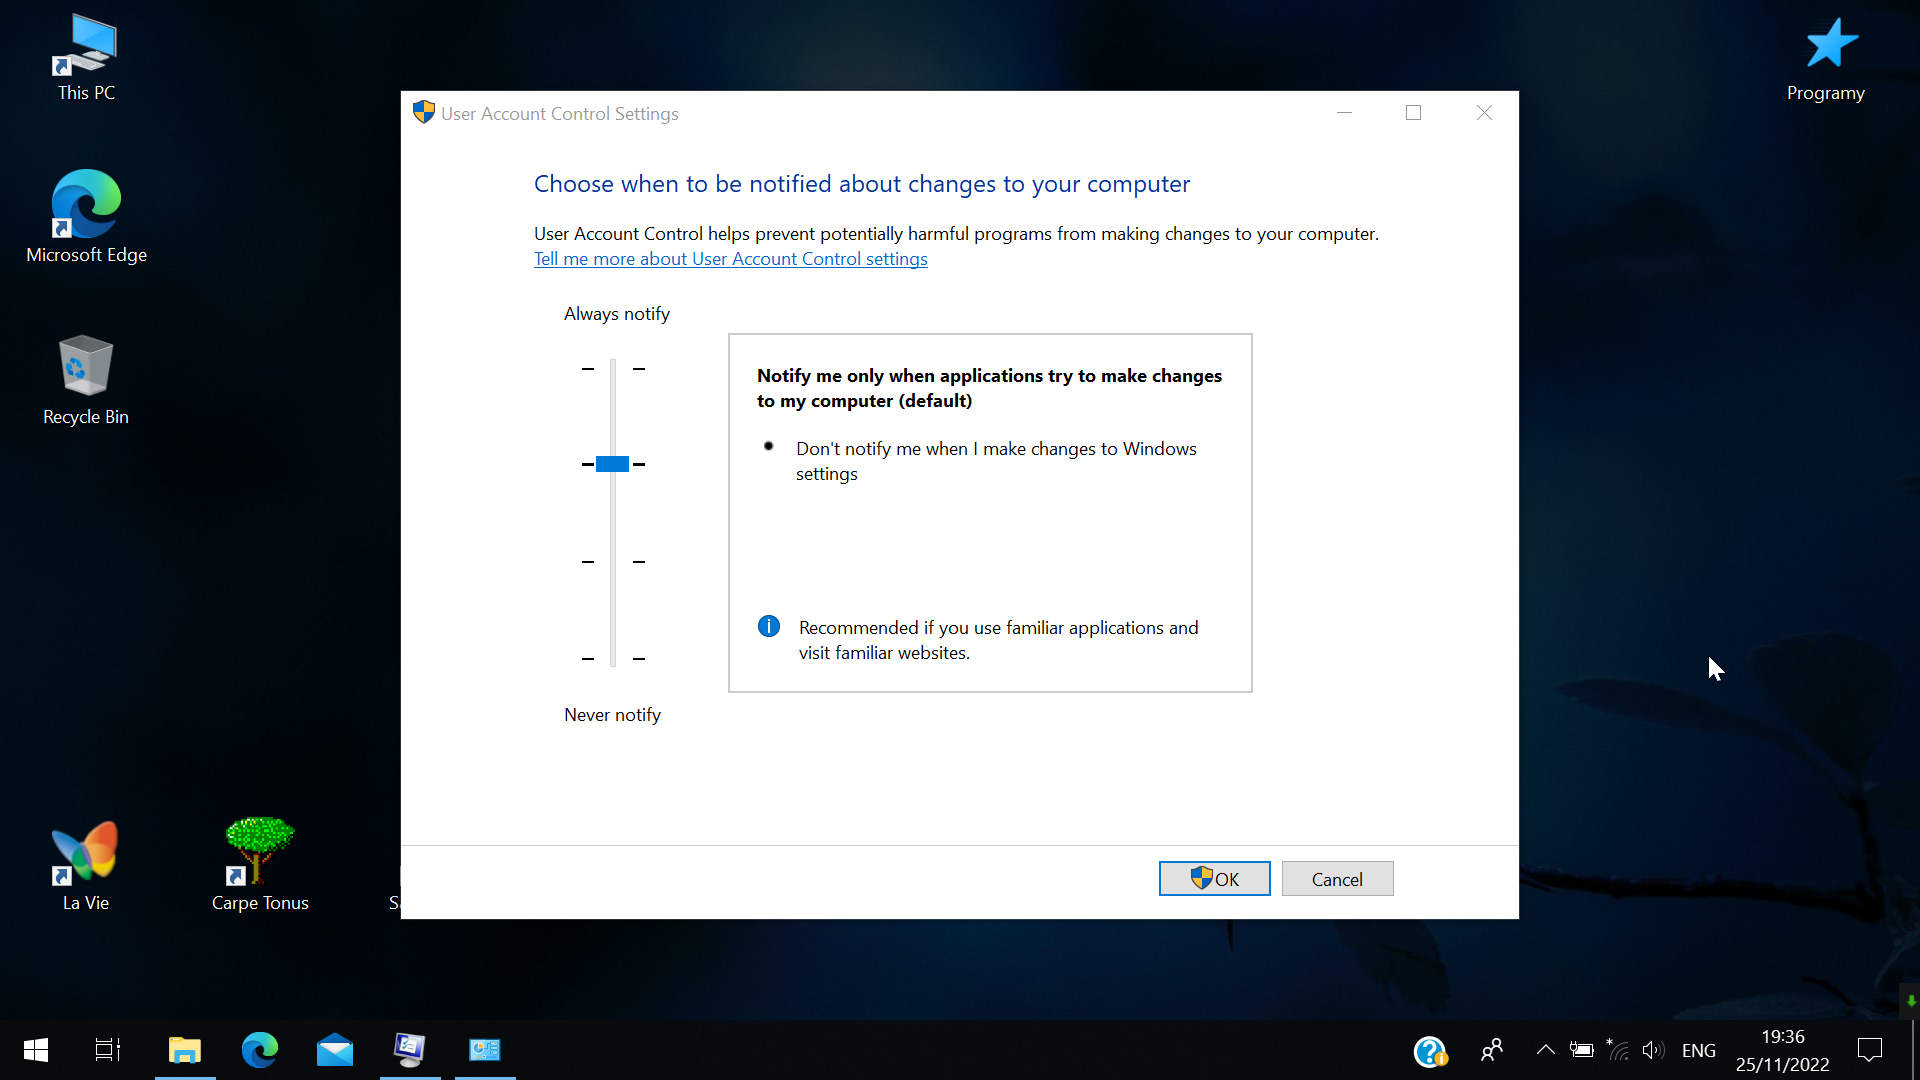 This PC
Programy
Microsoft Edge
Recycle Bin
La Vie
Carpe Tonus
User Account Control Settings
Choose when to be notified about changes to your computer
User Account Control helps prevent potentially harmful programs from making changes to your computer.
Tell me more about User Account Control settings
Always notify
Notify me only when applications try to make changes
to my computer (default)
Don't notify me when I make changes to Windows
settings
Recommended if you use familiar applications and
visit familiar websites.
Never notify
OK
Cancel
ENG
19:36
25/11/2022